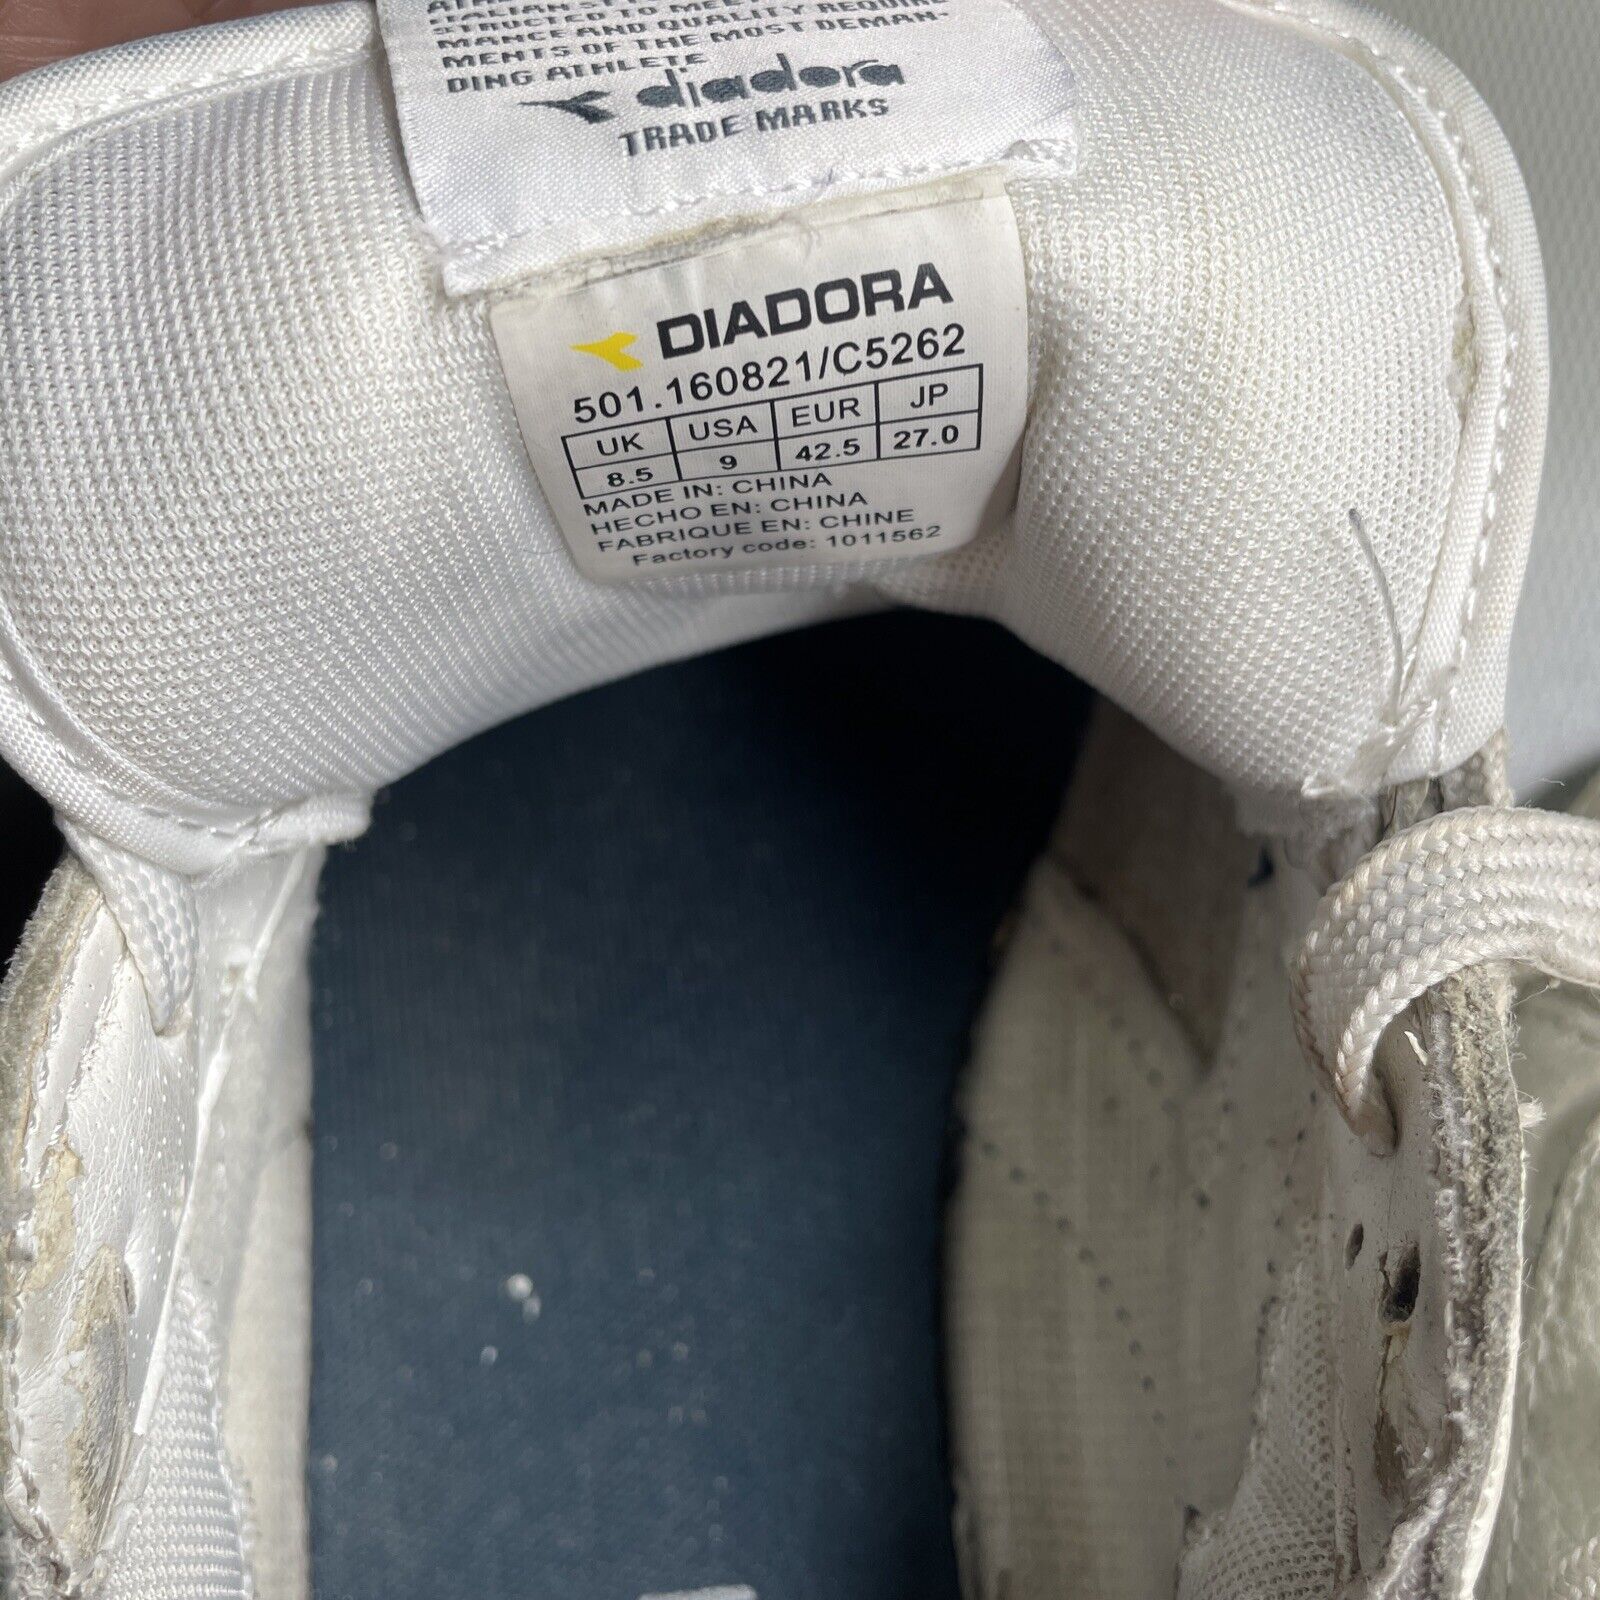 ITALIAN
STRUCTED TO MEET
MANCE AND QUALITY REQUIRE-
MENTS OF THE MOST DEMAN-
DING ATHLETE
diadora
TRADE MARKS
DIADORA
501.160821/C5262
UK USA EUR JP
8.5 9 42.5 27.0
MADE IN: CHINA
HECHO EN: CHINA
FABRIQUE EN: CHINE
Factory code: 1011562